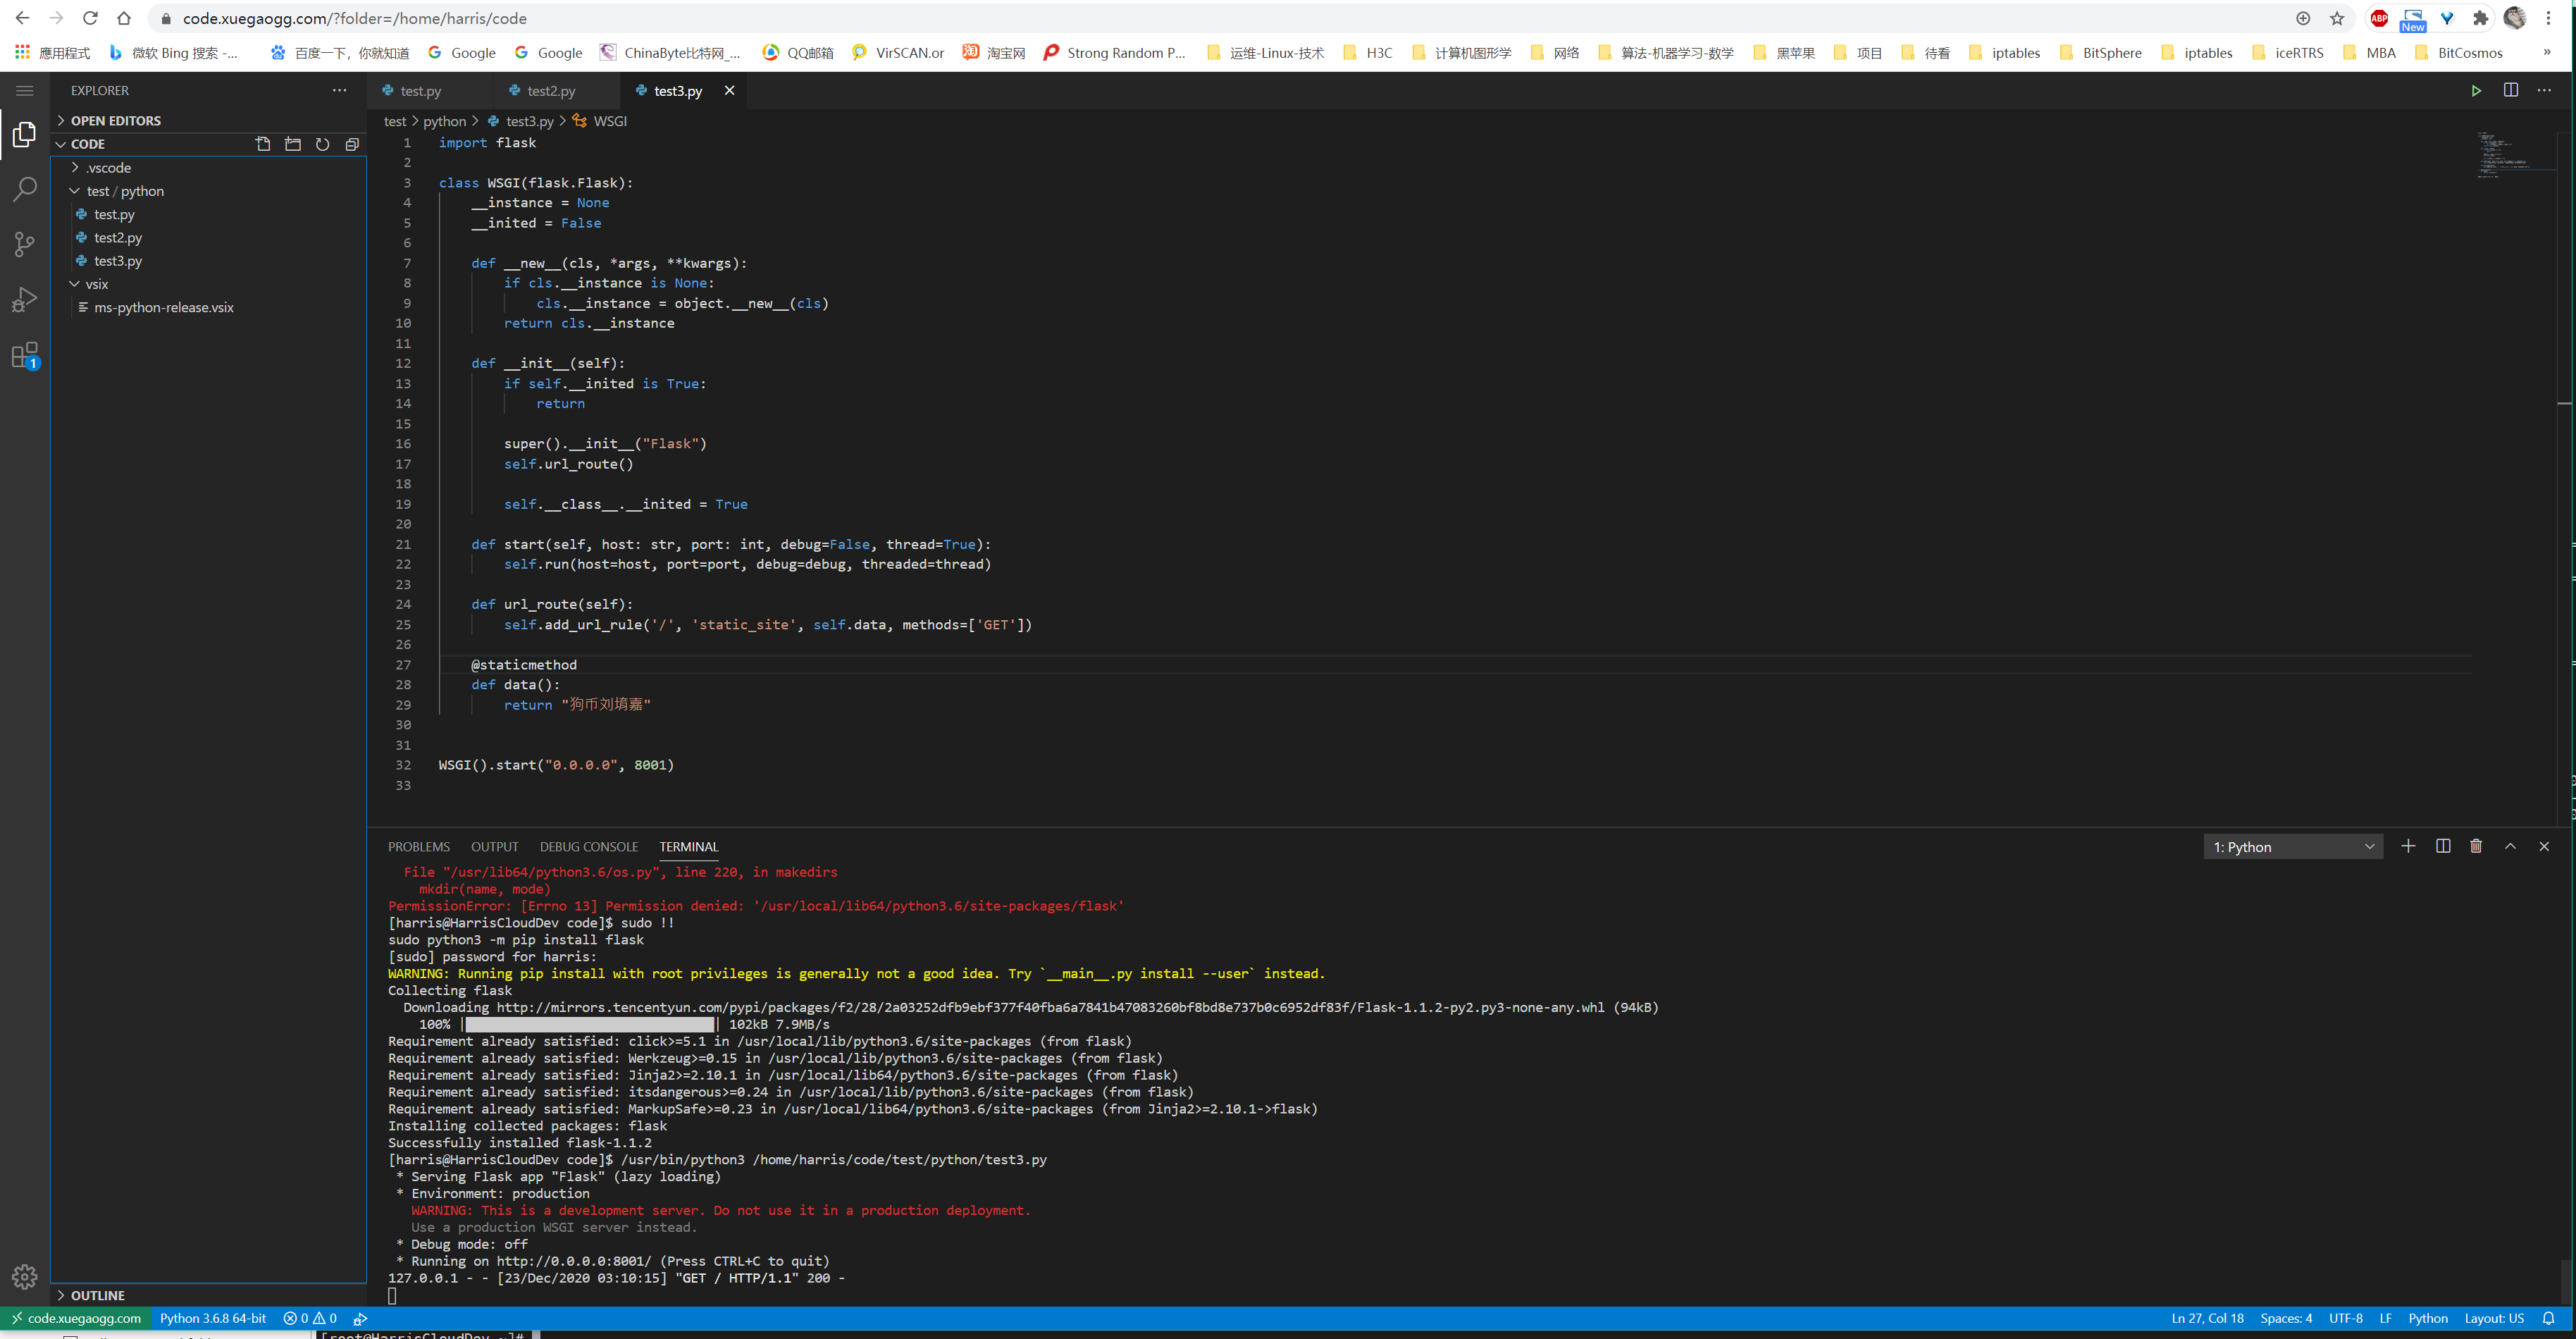 code.xuegaogg.com/?folder=/home/harris/code
ABP
New
應用程式 微软 Bing 搜索 -... 百度一下，你就知道 Google Google ChinaByte比特网_... QQ邮箱 VirSCAN.or 淘宝网 Strong Random P... 运维-Linux-技术 H3C 计算机图形学 网络 算法-机器学习-数学 黑苹果 项目 待看 iptables BitSphere iptables iceRTRS MBA BitCosmos »
EXPLORER
OPEN EDITORS
CODE
.vscode
test / python
test.py
test2.py
test3.py
vsix
ms-python-release.vsix
1
OUTLINE
test.py test2.py test3.py
test > python > test3.py > WSGI
1 import flask
2
3 class WSGI(flask.Flask):
4 __instance = None
5 __inited = False
6
7 def __new__(cls, *args, **kwargs):
8 if cls.__instance is None:
9 cls.__instance = object.__new__(cls)
10 return cls.__instance
11
12 def __init__(self):
13 if self.__inited is True:
14 return
15
16 super().__init__("Flask")
17 self.url_route()
18
19 self.__class__.__inited = True
20
21 def start(self, host: str, port: int, debug=False, thread=True):
22 self.run(host=host, port=port, debug=debug, threaded=thread)
23
24 def url_route(self):
25 self.add_url_rule('/', 'static_site', self.data, methods=['GET'])
26
27 @staticmethod
28 def data():
29 return "狗币刘堉嘉"
30
31
32 WSGI().start("0.0.0.0", 8001)
33
PROBLEMS OUTPUT DEBUG CONSOLE TERMINAL
1: Python
File "/usr/lib64/python3.6/os.py", line 220, in makedirs
mkdir(name, mode)
PermissionError: [Errno 13] Permission denied: '/usr/local/lib64/python3.6/site-packages/flask'
[harris@HarrisCloudDev code]$ sudo !!
sudo python3 -m pip install flask
[sudo] password for harris:
WARNING: Running pip install with root privileges is generally not a good idea. Try `__main__.py install --user` instead.
Collecting flask
Downloading http://mirrors.tencentyun.com/pypi/packages/f2/28/2a03252dfb9ebf377f40fba6a7841b47083260bf8bd8e737b0c6952df83f/Flask-1.1.2-py2.py3-none-any.whl (94kB)
100% | | 102kB 7.9MB/s
Requirement already satisfied: click>=5.1 in /usr/local/lib/python3.6/site-packages (from flask)
Requirement already satisfied: Werkzeug>=0.15 in /usr/local/lib/python3.6/site-packages (from flask)
Requirement already satisfied: Jinja2>=2.10.1 in /usr/local/lib64/python3.6/site-packages (from flask)
Requirement already satisfied: itsdangerous>=0.24 in /usr/local/lib/python3.6/site-packages (from flask)
Requirement already satisfied: MarkupSafe>=0.23 in /usr/local/lib64/python3.6/site-packages (from Jinja2>=2.10.1->flask)
Installing collected packages: flask
Successfully installed flask-1.1.2
[harris@HarrisCloudDev code]$ /usr/bin/python3 /home/harris/code/test/python/test3.py
* Serving Flask app "Flask" (lazy loading)
* Environment: production
WARNING: This is a development server. Do not use it in a production deployment.
Use a production WSGI server instead.
* Debug mode: off
* Running on http://0.0.0.0:8001/ (Press CTRL+C to quit)
127.0.0.1 - - [23/Dec/2020 03:10:15] "GET / HTTP/1.1" 200 -
code.xuegaogg.com Python 3.6.8 64-bit 0 0 Ln 27, Col 18 Spaces: 4 UTF-8 LF Python Layout: US
[root@HarrisCloudDev ~]#